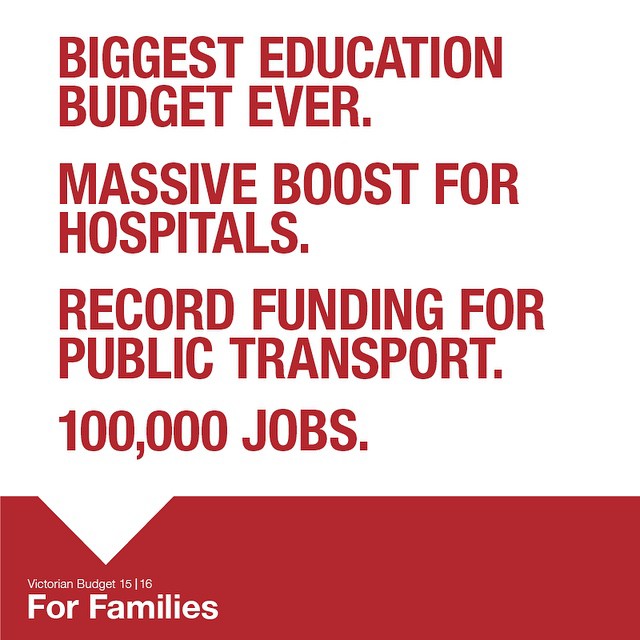 BIGGEST EDUCATION
BUDGET EVER.
MASSIVE BOOST FOR
HOSPITALS.
RECORD FUNDING FOR
PUBLIC TRANSPORT.
100,000 JOBS.
Victorian Budget 15|16
For Families